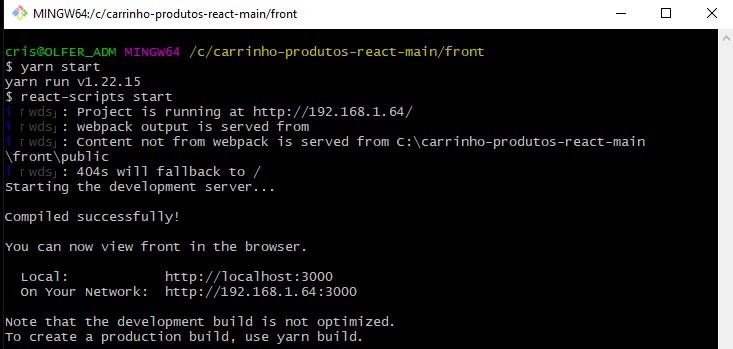 MINGW64:/c/carrinho-produtos-react-main/front
cris@OLFER_ADM MINGW64 /c/carrinho-produtos-react-main/front
$ yarn start
yarn run v1.22.15
$ react-scripts start
i ｢wds｣: Project is running at http://192.168.1.64/
i ｢wds｣: webpack output is served from
i ｢wds｣: Content not from webpack is served from C:\carrinho-produtos-react-main
\front\public
i ｢wds｣: 404s will fallback to /
Starting the development server...
Compiled successfully!
You can now view front in the browser.
Local: http://localhost:3000
On Your Network: http://192.168.1.64:3000
Note that the development build is not optimized.
To create a production build, use yarn build.